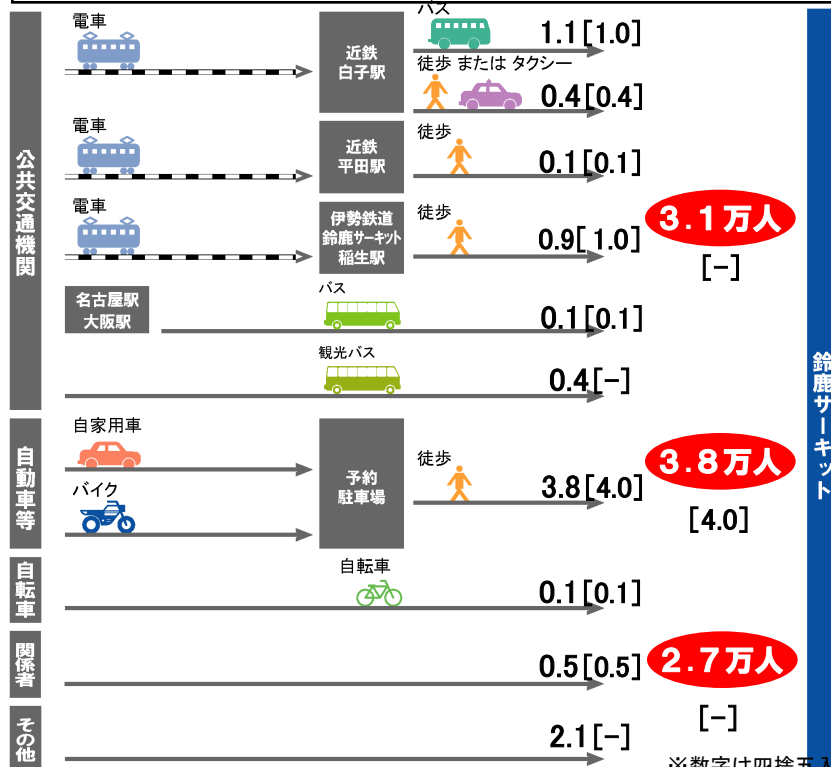 バス
電車
近鉄
白子駅
1.1[1.0]
徒歩 または タクシー
0.4[0.4]
公共交通機関
電車
近鉄
平田駅
徒歩
0.1[0.1]
電車
伊勢鉄道
鈴鹿サーキット
稲生駅
徒歩
0.9[1.0]
3.1万人
[-]
名古屋駅
大阪駅
バス
0.1[0.1]
観光バス
0.4[-]
鈴鹿サーキット
自動車等
自家用車
バイク
予約
駐車場
徒歩
3.8[4.0]
3.8万人
[4.0]
自転車
自転車
0.1[0.1]
関係者
0.5[0.5]
2.7万人
[-]
その他
2.1[-]
※数字は四捨五入